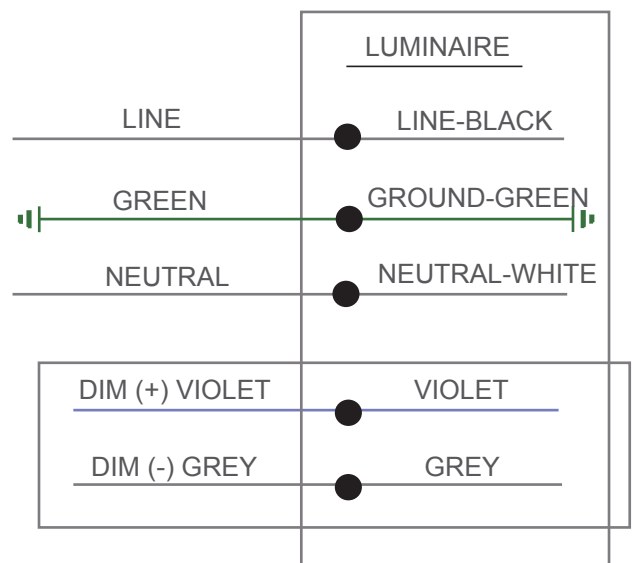 LUMINAIRE
LINE LINE-BLACK
GREEN GROUND-GREEN
NEUTRAL NEUTRAL-WHITE
DIM (+) VIOLET VIOLET
DIM (-) GREY GREY